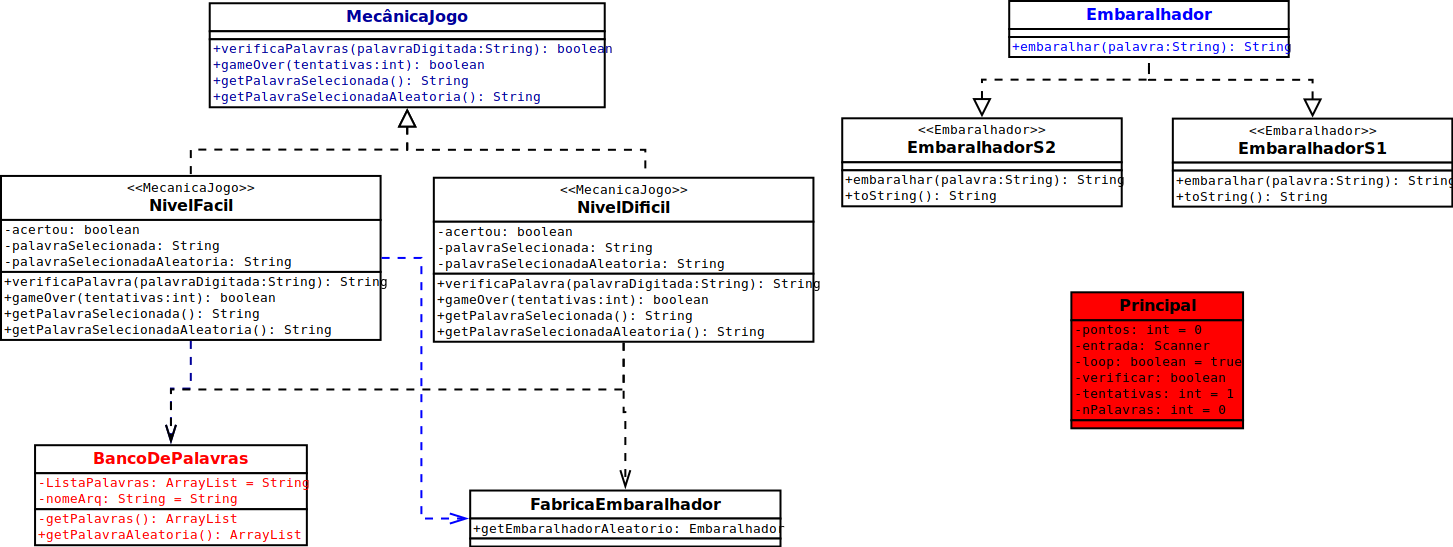 MecânicaJogo
+verificaPalavras(palavraDigitada:String): boolean
+gameOver(tentativas:int): boolean
+getPalavraSelecionada(): String
+getPalavraSelecionadaAleatoria(): String
Embaralhador
+embaralhar(palavra:String): String
<<Embaralhador>>
EmbaralhadorS2
+embaralhar(palavra:String): String
+toString(): String
<<Embaralhador>>
EmbaralhadorS1
+embaralhar(palavra:String): String
+toString(): String
<<MecanicaJogo>>
NivelFacil
-acertou: boolean
-palavraSelecionada: String
-palavraSelecionadaAleatoria: String
+verificaPalavra(palavraDigitada:String): String
+gameOver(tentativas:int): boolean
+getPalavraSelecionada(): String
+getPalavraSelecionadaAleatoria(): String
<<MecanicaJogo>>
NivelDificil
-acertou: boolean
-palavraSelecionada: String
-palavraSelecionadaAleatoria: String
+verificaPalavra(palavraDigitada:String): String
+gameOver(tentativas:int): boolean
+getPalavraSelecionada(): String
+getPalavraSelecionadaAleatoria(): String
Principal
-pontos: int = 0
-entrada: Scanner
-loop: boolean = true
-verificar: boolean
-tentativas: int = 1
-nPalavras: int = 0
BancoDePalavras
-ListaPalavras: ArrayList = String
-nomeArq: String = String
-getPalavras(): ArrayList
+getPalavraAleatoria(): ArrayList
FabricaEmbaralhador
+getEmbaralhadorAleatorio: Embaralhador